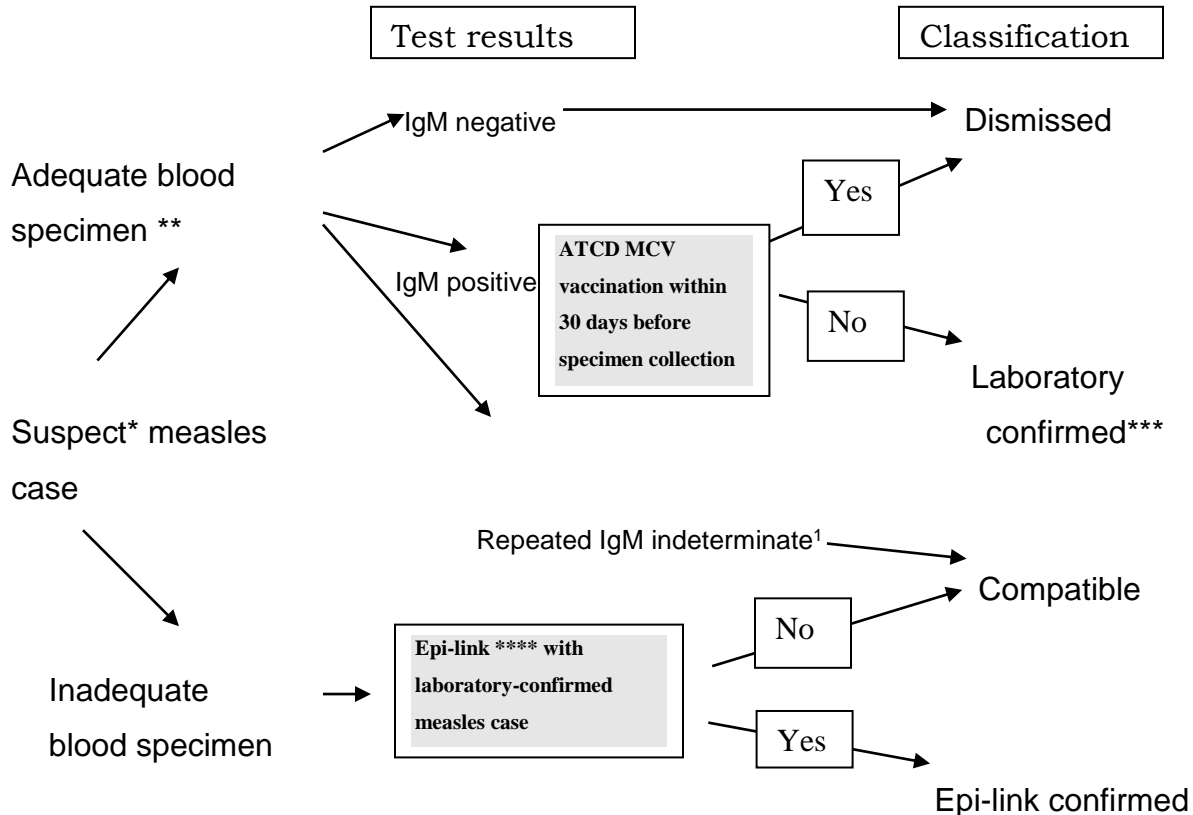 Test results
Classification
IgM negative
Dismissed
Adequate blood
specimen **
Yes
ATCD MCV
vaccination within
30 days before
specimen collection
IgM positive
No
Laboratory
confirmed***
Suspect* measles
case
Repeated IgM indeterminate¹
Compatible
No
Epi-link **** with
laboratory-confirmed
measles case
Inadequate
blood specimen
Yes
Epi-link confirmed